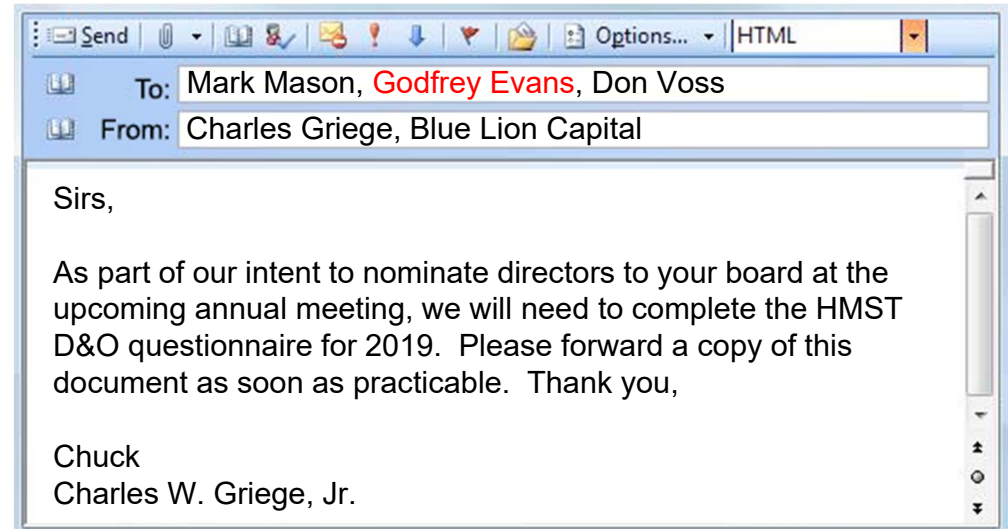 Send Options... HTML
To: Mark Mason, Godfrey Evans, Don Voss
From: Charles Griege, Blue Lion Capital
Sirs,
As part of our intent to nominate directors to your board at the
upcoming annual meeting, we will need to complete the HMST
D&O questionnaire for 2019.  Please forward a copy of this
document as soon as practicable.  Thank you,
Chuck
Charles W. Griege, Jr.